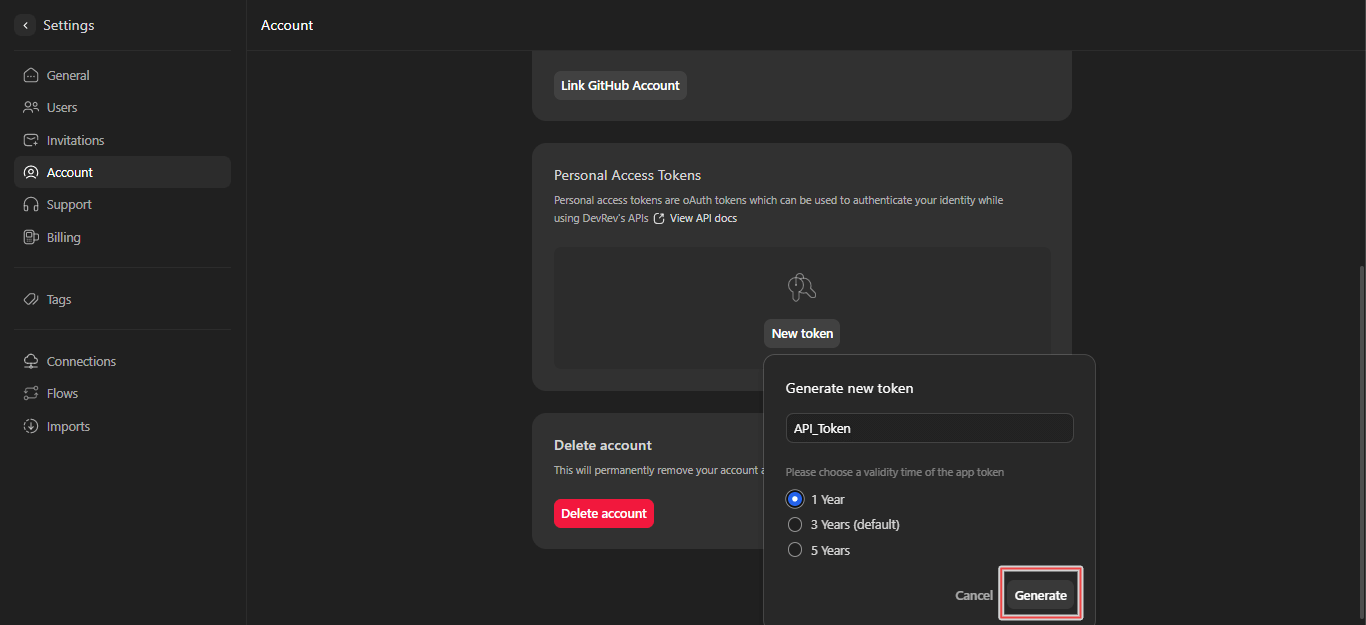 Settings
Account
General
Users
Invitations
Account
Support
Billing
Tags
Connections
Flows
Imports
Link GitHub Account
Personal Access Tokens
Personal access tokens are oAuth tokens which can be used to authenticate your identity while
using DevRev's APIs View API docs
New token
Delete account
This will permanently remove your account
Delete account
Generate new token
API_Token
Please choose a validity time of the app token
1 Year
3 Years (default)
5 Years
Cancel Generate